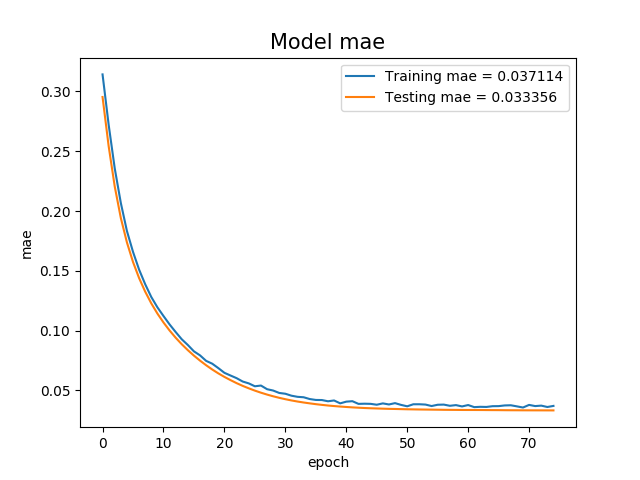 Model mae
Training mae = 0.037114
Testing mae = 0.033356
mae
0.30
0.25
0.20
0.15
0.10
0.05
0 10 20 30 40 50 60 70
epoch